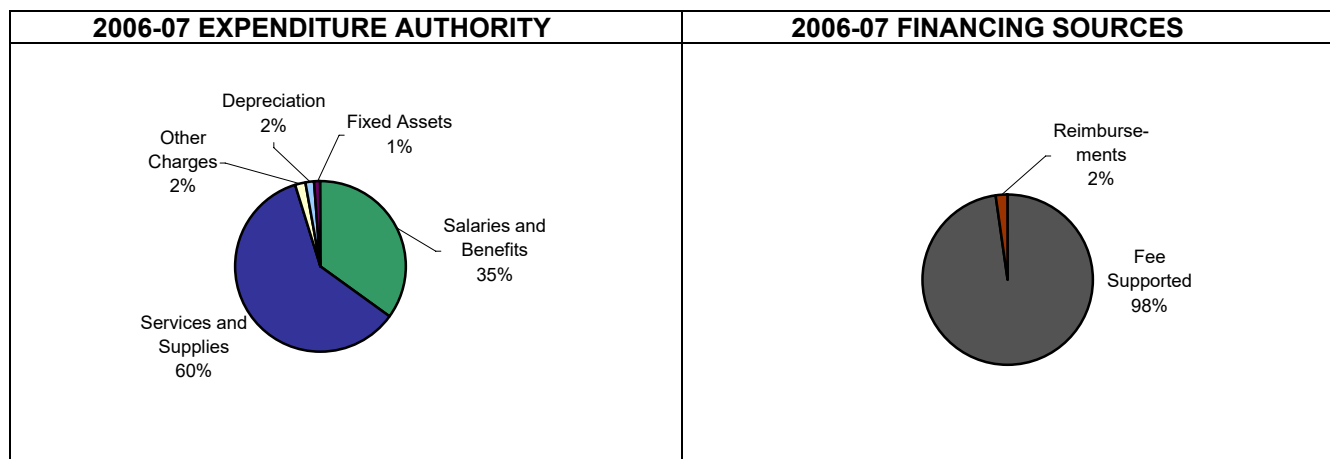 2006-07 EXPENDITURE AUTHORITY
2006-07 FINANCING SOURCES
Depreciation
2%
Fixed Assets
1%
Other
Charges
2%
Salaries and
Benefits
35%
Services and
Supplies
60%
Reimburse-
ments
2%
Fee
Supported
98%